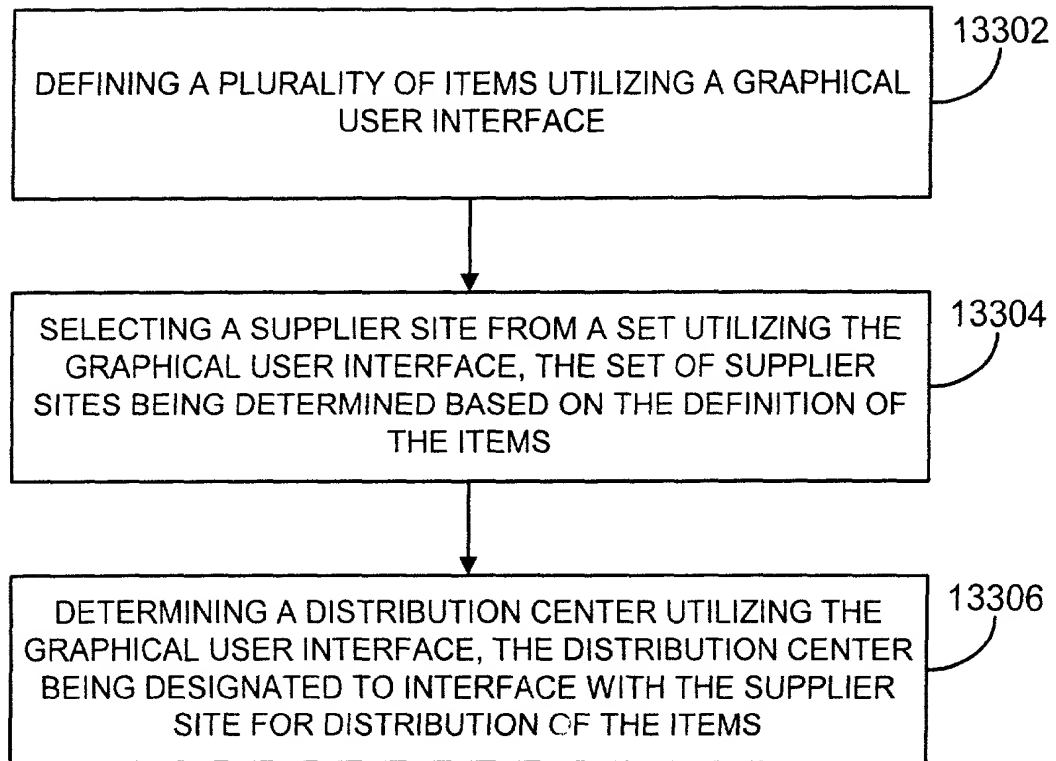 13302
DEFINING A PLURALITY OF ITEMS UTILIZING A GRAPHICAL
USER INTERFACE
13304
SELECTING A SUPPLIER SITE FROM A SET UTILIZING THE
GRAPHICAL USER INTERFACE, THE SET OF SUPPLIER
SITES BEING DETERMINED BASED ON THE DEFINITION OF
THE ITEMS
13306
DETERMINING A DISTRIBUTION CENTER UTILIZING THE
GRAPHICAL USER INTERFACE, THE DISTRIBUTION CENTER
BEING DESIGNATED TO INTERFACE WITH THE SUPPLIER
SITE FOR DISTRIBUTION OF THE ITEMS